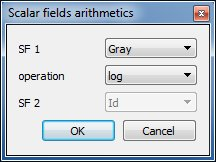 Scalar fields arithmetics
SF 1 Gray
operation log
SF 2 Id
OK Cancel